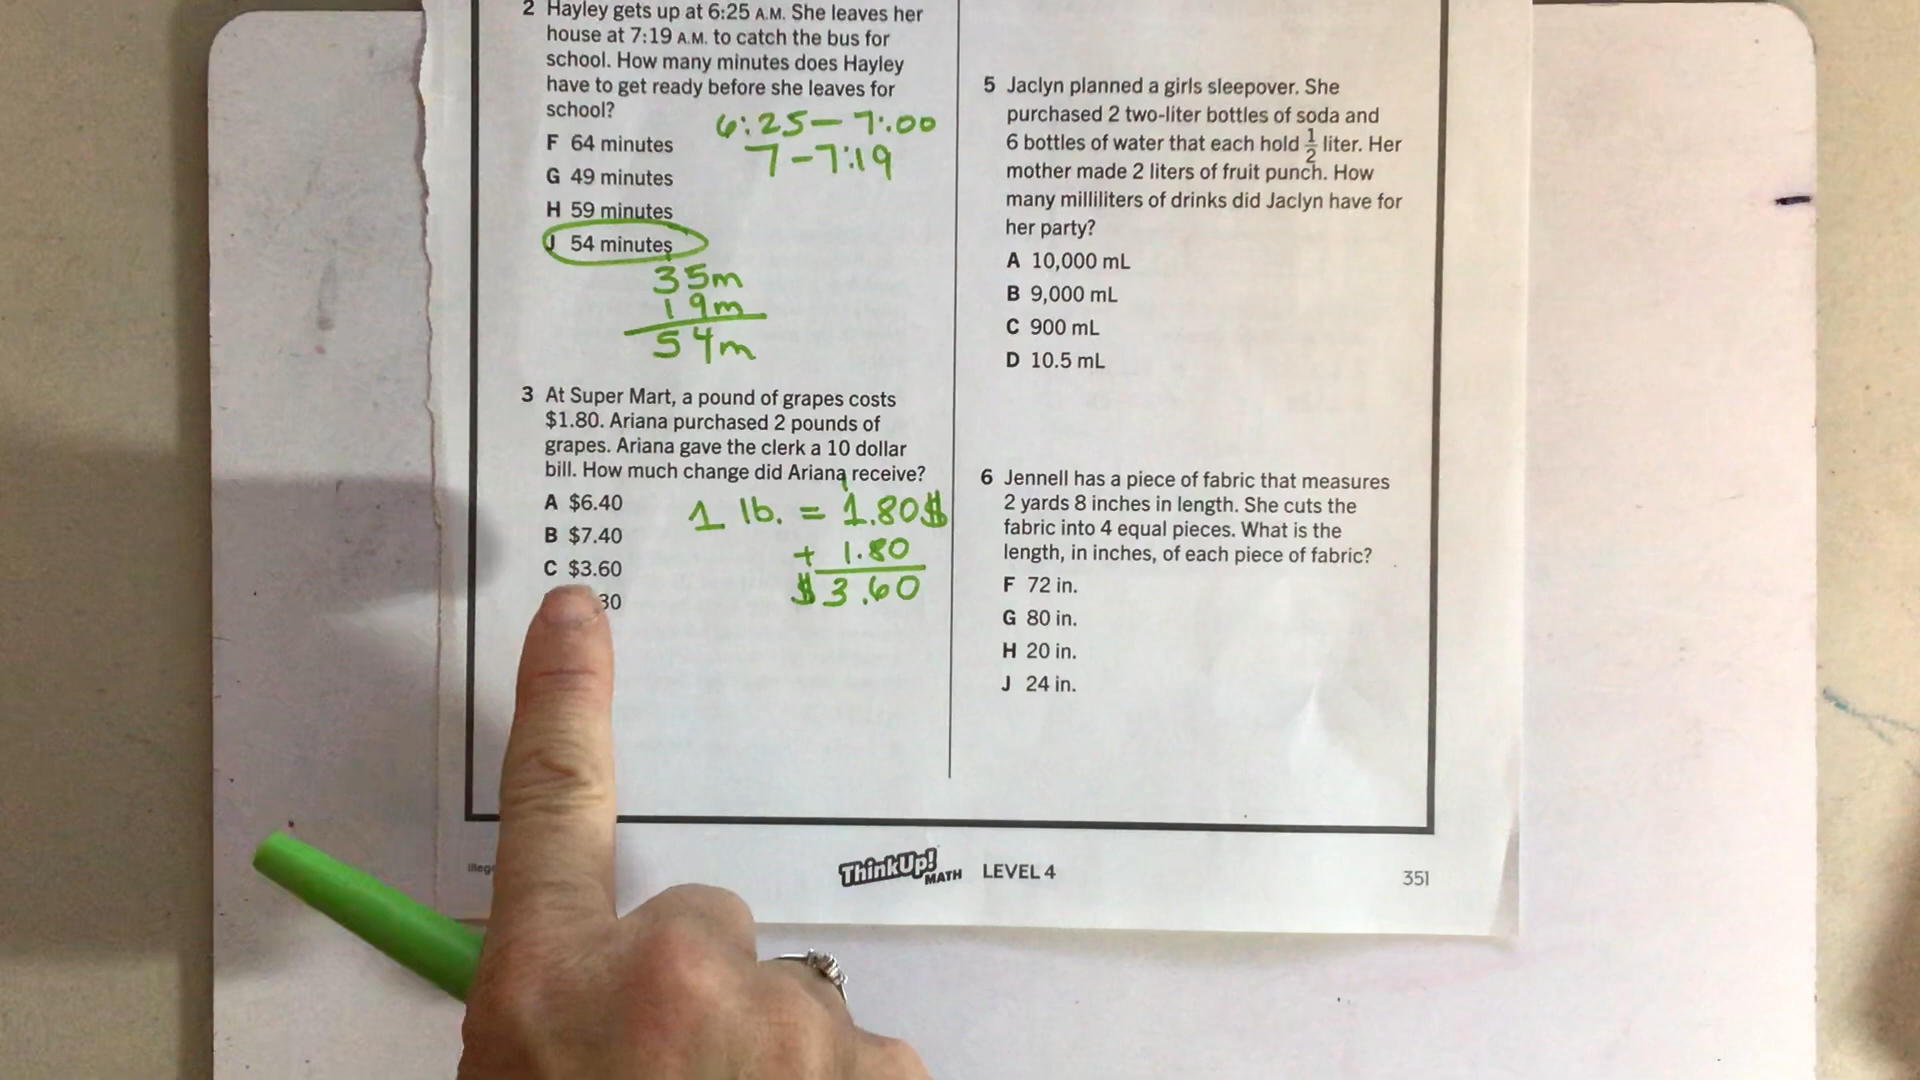 2 Hayley gets up at 6:25 A.M. She leaves her
house at 7:19 A.M. to catch the bus for
school. How many minutes does Hayley
have to get ready before she leaves for
school?
6:25 — 7:00
7 - 7:19
F 64 minutes
G 49 minutes
H 59 minutes
J 54 minutes
1
35m
19m
54m
3 At Super Mart, a pound of grapes costs
$1.80. Ariana purchased 2 pounds of
grapes. Ariana gave the clerk a 10 dollar
bill. How much change did Ariana receive?
A $6.40
B $7.40
C $3.60
30
1
1 lb. = 1.80$
+ 1.80
$3.60
5 Jaclyn planned a girls sleepover. She
purchased 2 two-liter bottles of soda and
6 bottles of water that each hold 1/2 liter. Her
mother made 2 liters of fruit punch. How
many milliliters of drinks did Jaclyn have for
her party?
A 10,000 mL
B 9,000 mL
C 900 mL
D 10.5 mL
6 Jennell has a piece of fabric that measures
2 yards 8 inches in length. She cuts the
fabric into 4 equal pieces. What is the
length, in inches, of each piece of fabric?
F 72 in.
G 80 in.
H 20 in.
J 24 in.
ThinkUp! MATH LEVEL 4
351